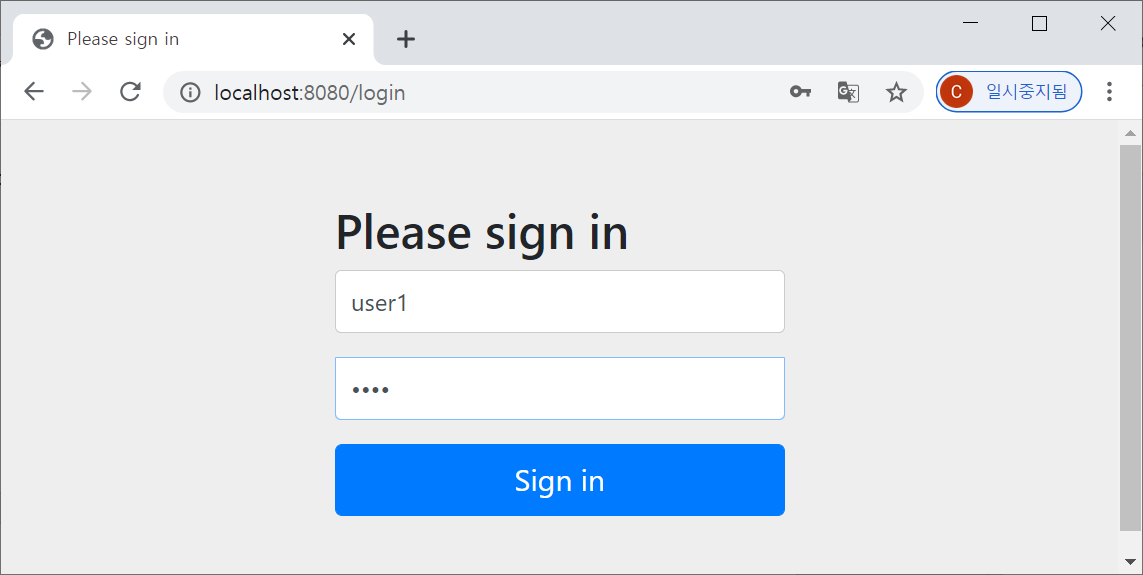 Please sign in
localhost:8080/login
C 일시중지됨
Please sign in
user1
••••
Sign in